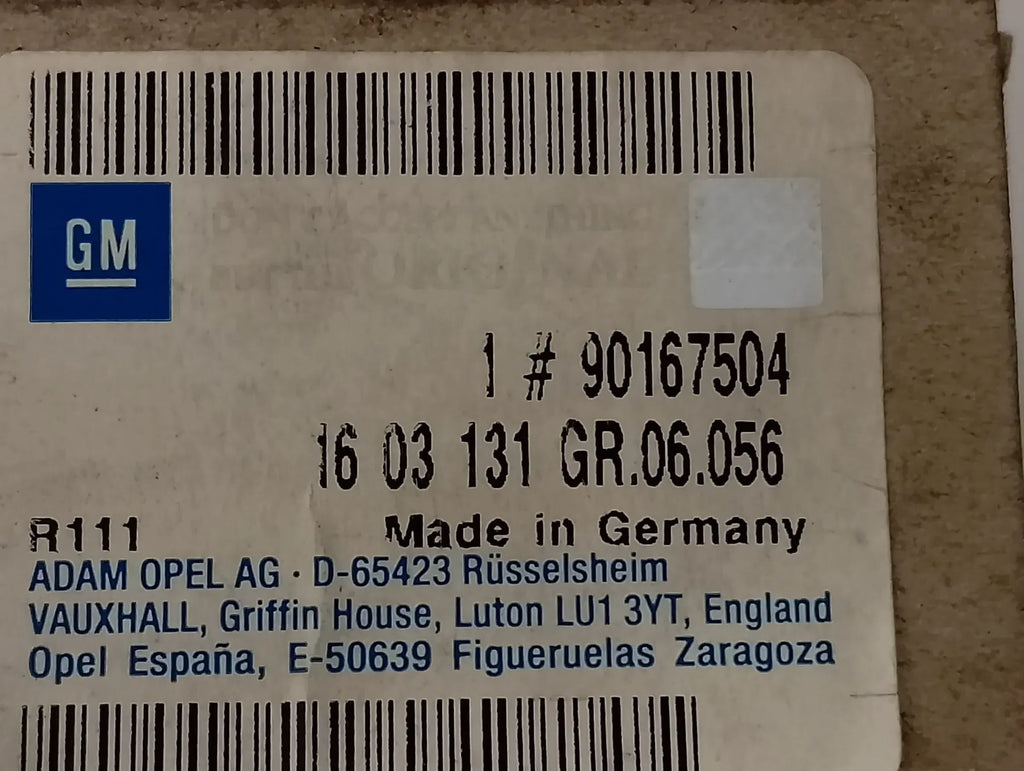 GM
1 # 90167504
16 03 131 GR.06.056
R111 Made in Germany
ADAM OPEL AG · D-65423 Rüsselsheim
VAUXHALL, Griffin House, Luton LU1 3YT, England
Opel España, E-50639 Figueruelas Zaragoza